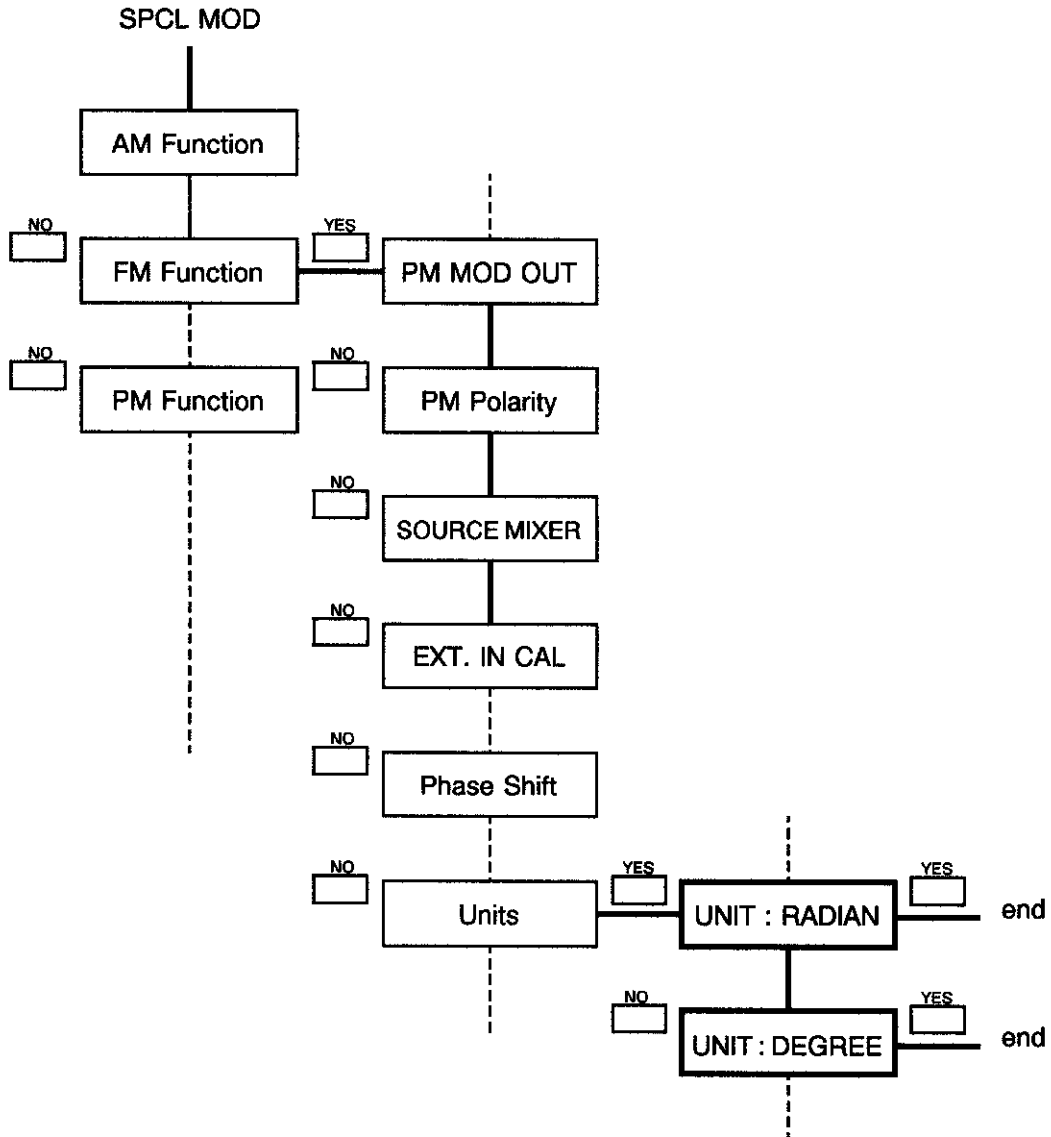 SPCL MOD
AM Function
NO
FM Function
YES
PM MOD OUT
NO
PM Function
NO
PM Polarity
NO
SOURCE MIXER
NO
EXT. IN CAL
NO
Phase Shift
NO
Units
YES
UNIT : RADIAN
YES
end
NO
UNIT : DEGREE
YES
end